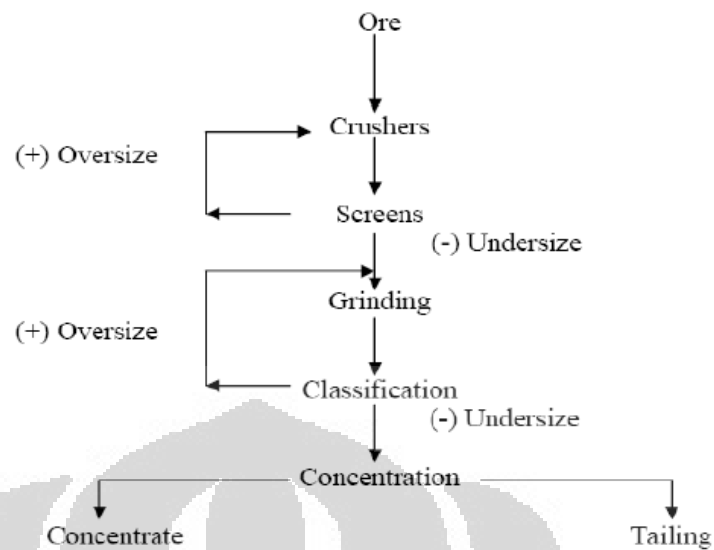 Ore
Crushers
(+) Oversize
Screens
(-) Undersize
Grinding
(+) Oversize
Classification
(-) Undersize
Concentration
Concentrate
Tailing